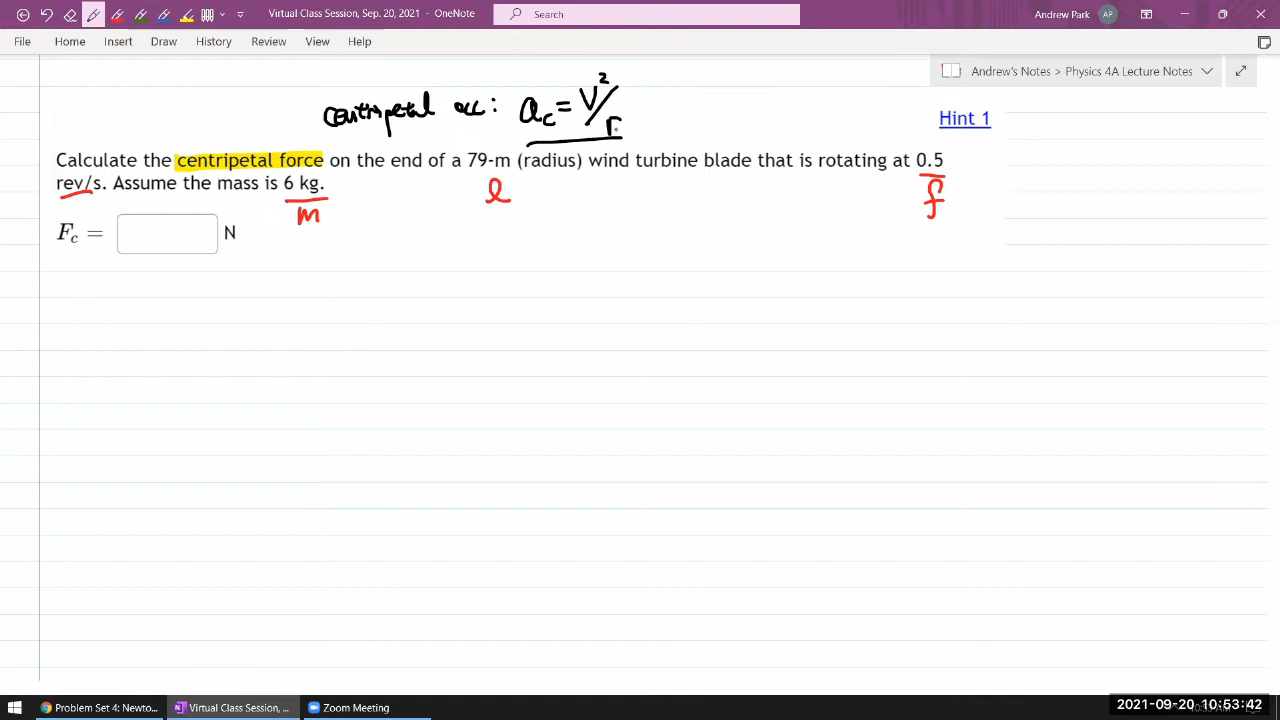 Virtual Class Session, Sep 20, 2021 - OneNote
Search
Andrew Park AP
File Home Insert Draw History Review View Help
Andrew's Notes > Physics 4A Lecture Notes
centripetal acc: ac = v²/r
Hint 1
Calculate the centripetal force on the end of a 79-m (radius) wind turbine blade that is rotating at 0.5
rev/s. Assume the mass is 6 kg.
l
f
m
Fc = N
Problem Set 4: Newto...
Virtual Class Session, ...
Zoom Meeting
2021-09-20 10:53:42